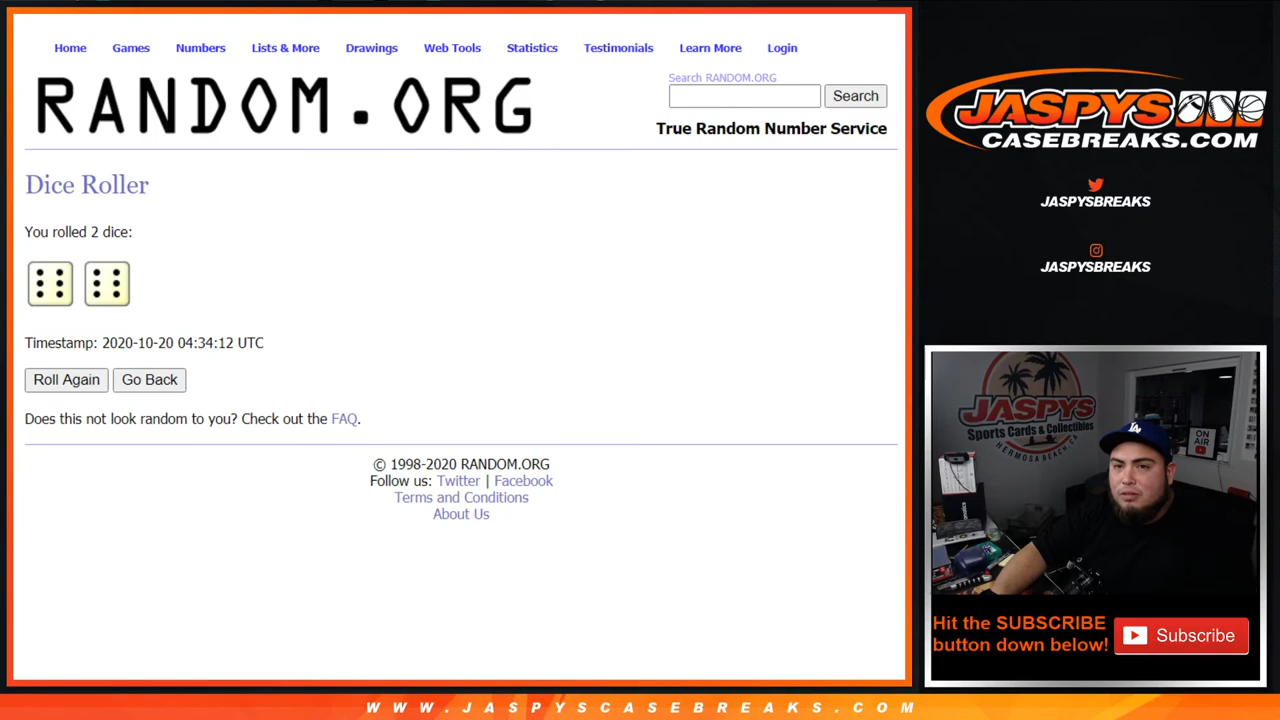 Home Games Numbers Lists & More Drawings Web Tools Statistics Testimonials Learn More Login
RANDOM.ORG
Search RANDOM.ORG
Search
True Random Number Service
Dice Roller
You rolled 2 dice:
Timestamp: 2020-10-20 04:34:12 UTC
Roll Again Go Back
Does this not look random to you? Check out the FAQ.
© 1998-2020 RANDOM.ORG
Follow us: Twitter | Facebook
Terms and Conditions
About Us
JASPYS
CASEBREAKS.COM
JASPYSBREAKS
JASPYSBREAKS
JASPYS
Sports Cards & Collectibles
HERMOSA BEACH, CA
ON
AIR
LA
Hit the SUBSCRIBE
button down below!
Subscribe
WWW.JASPYSCASEBREAKS.COM